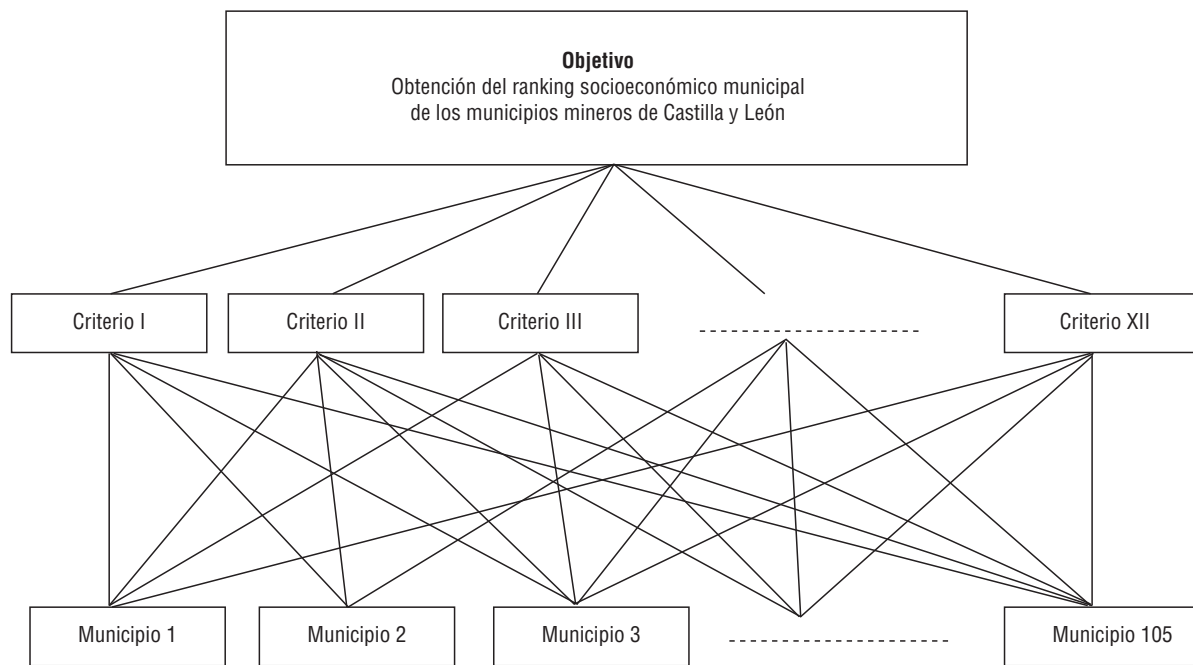 Objetivo
Obtención del ranking socioeconómico municipal
de los municipios mineros de Castilla y León
Criterio I
Criterio II
Criterio III
Criterio XII
Municipio 1
Municipio 2
Municipio 3
Municipio 105